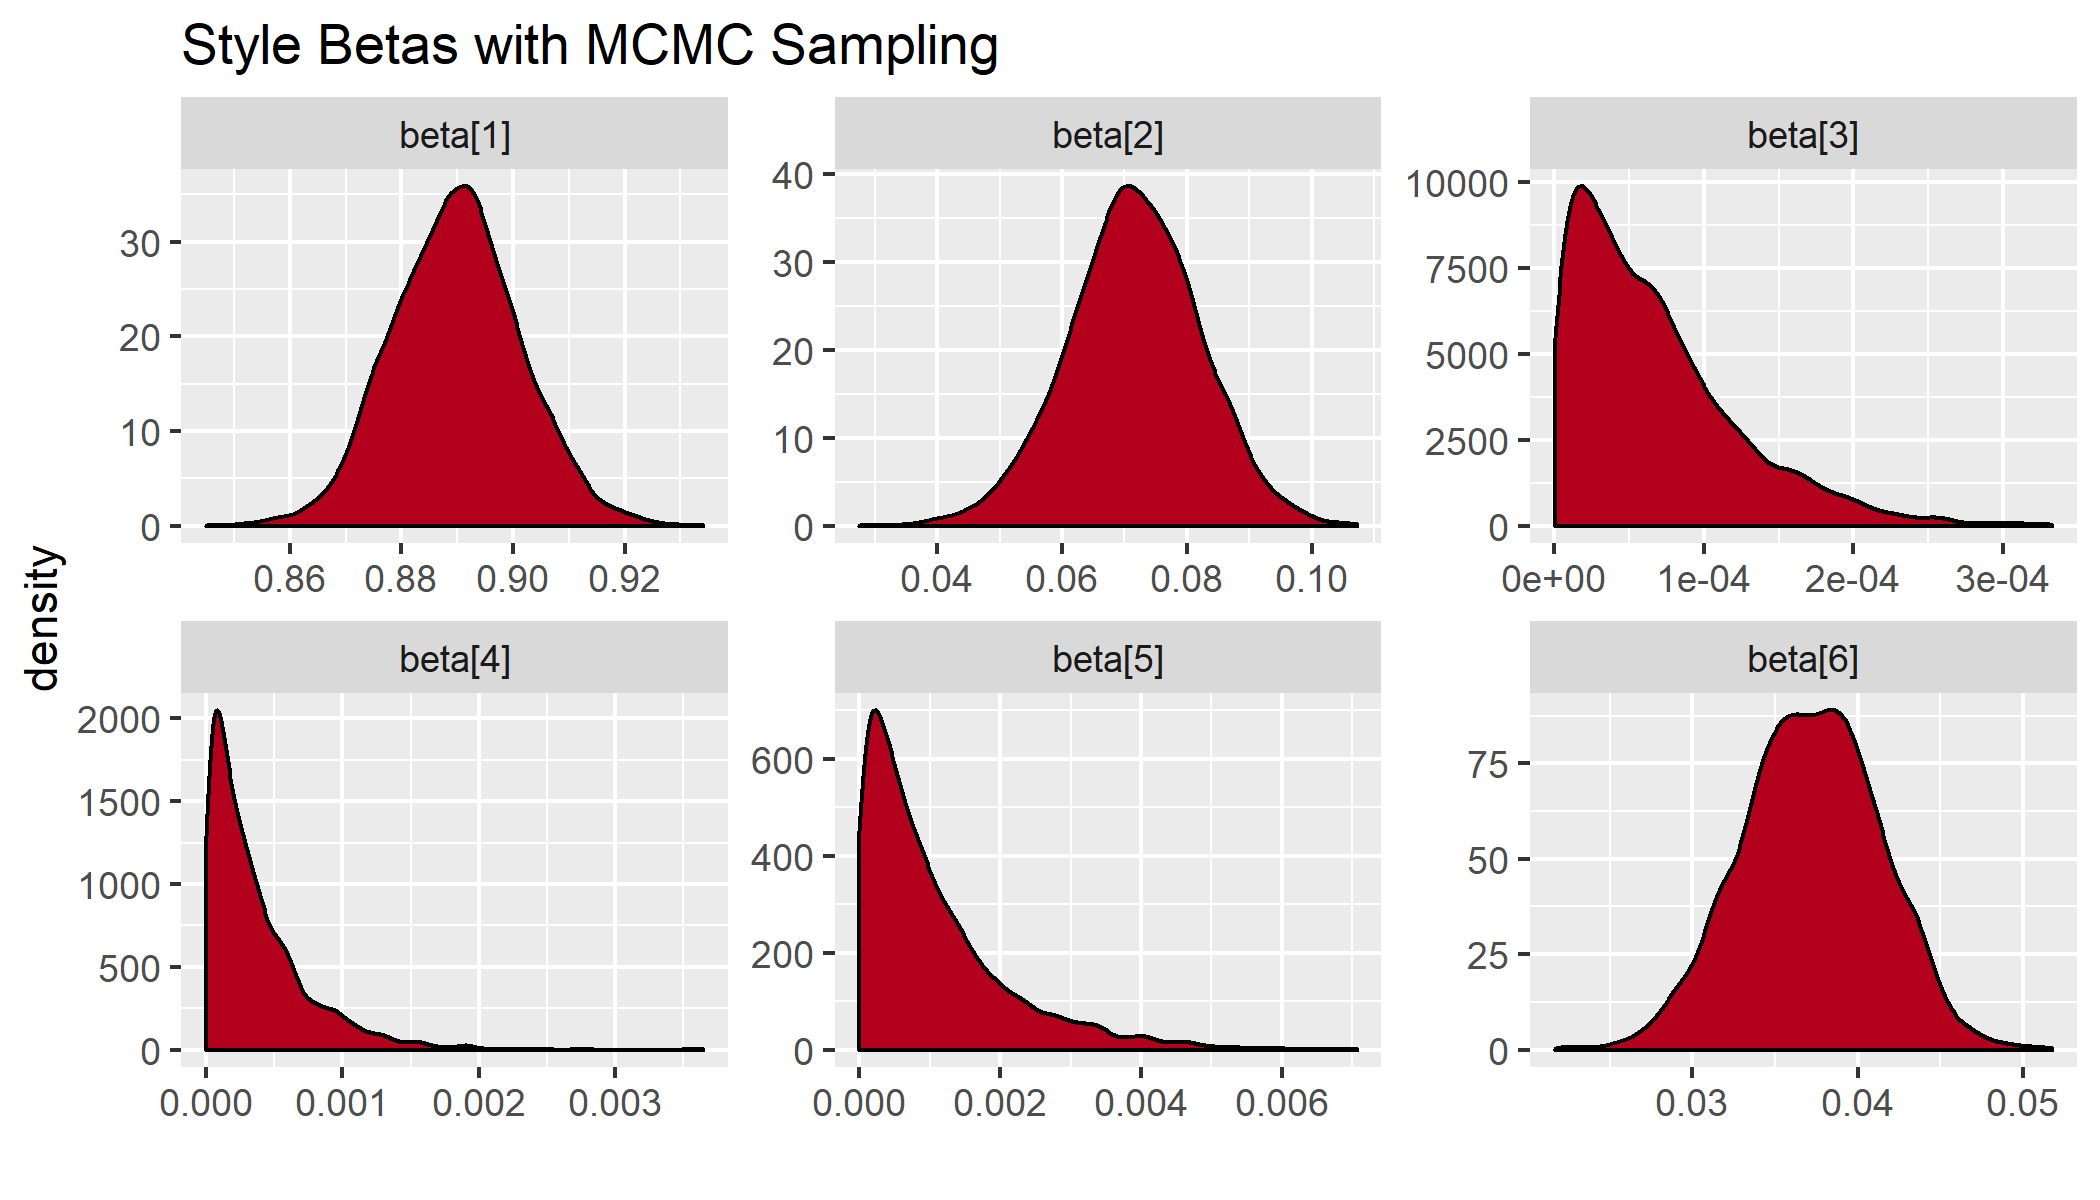 Style Betas with MCMC Sampling
beta[1]
beta[2]
beta[3]
30
20
10
0
40
30
20
10
0
10000
7500
5000
2500
0
0.86 0.88 0.90 0.92
0.04 0.06 0.08 0.10
0e+00 1e-04 2e-04 3e-04
density
beta[4]
beta[5]
beta[6]
2000
1500
1000
500
0
600
400
200
0
75
50
25
0
0.000 0.001 0.002 0.003
0.000 0.002 0.004 0.006
0.03 0.04 0.05